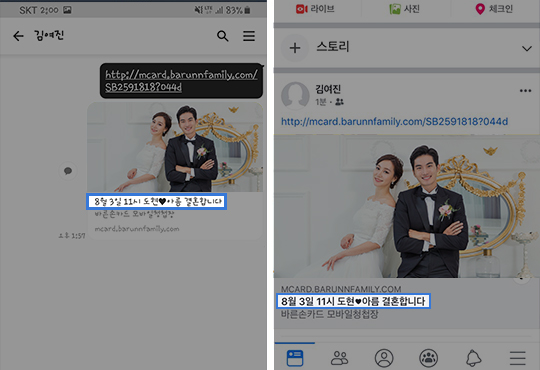 SKT 2:00
83%
김여진
http://mcard.barunnfamily.com/
SB2591818?044d
8월 3일 11시 도현♥아름 결혼합니다
바른손카드 모바일청첩장
mcard.barunnfamily.com
오후 1:57
라이브
사진
체크인
스토리
김여진
1분
http://mcard.barunnfamily.com/SB2591818?044d
MCARD.BARUNNFAMILY.COM
8월 3일 11시 도현♥아름 결혼합니다
바른손카드 모바일청첩장